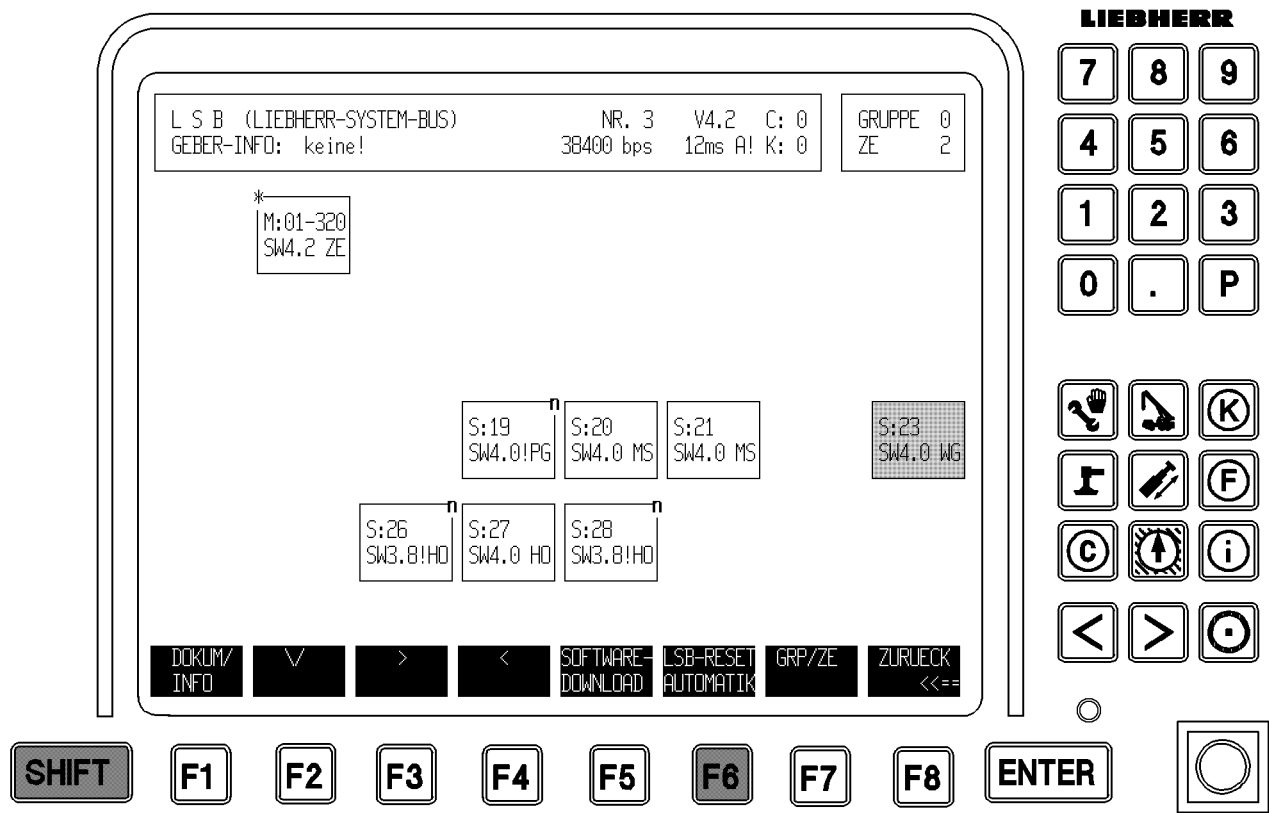 LIEBHERR
L S B (LIEBHERR-SYSTEM-BUS) NR. 3 V4.2 C: 0
GEBER-INFO: keine! 38400 bps 12ms A! K: 0
GRUPPE 0
ZE 2
*
M:01-320
SW4.2 ZE
n
S:19
SW4.0!PG
S:20
SW4.0 MS
S:21
SW4.0 MS
S:23
SW4.0 WG
n
S:26
SW3.8!HO
S:27
SW4.0 HO
n
S:28
SW3.8!HO
DOKUM/
INFO
\/
>
<
SOFTWARE-
DOWNLOAD
LSB-RESET
AUTOMATIK
GRP/ZE
ZURUECK
<<==
7 8 9
4 5 6
1 2 3
0 . P
K
F
C
i
< >
SHIFT F1 F2 F3 F4 F5 F6 F7 F8 ENTER